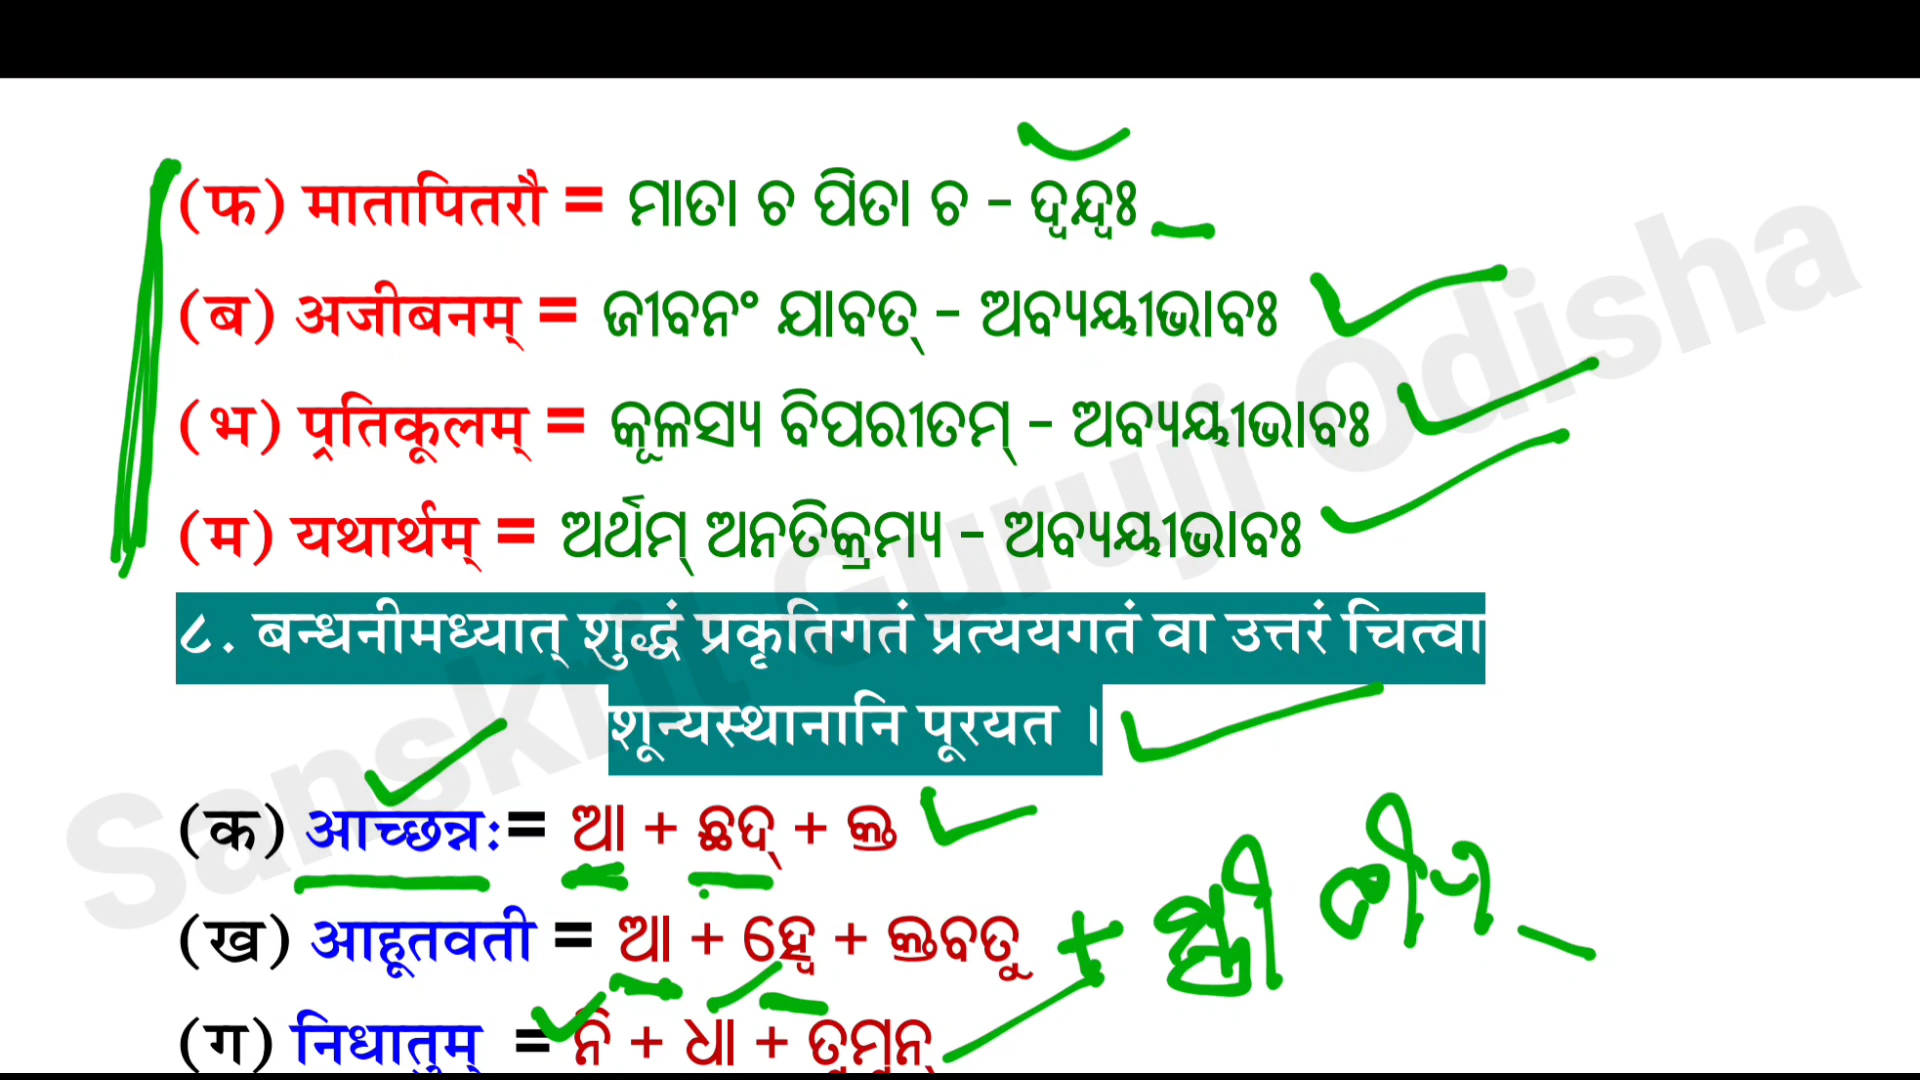 (फ) मातापितरौ = ମାତା ଚ ପିତା ଚ - ଦ୍ୱନ୍ଦ୍ୱଃ
(ब) अजीबनम् = ଜୀବନଂ ଯାବତ୍ - ଅବ୍ୟୟୀଭାବଃ
(भ) प्रतिकूलम् = କୂଳସ୍ୟ ବିପରୀତମ୍ - ଅବ୍ୟୟୀଭାବଃ
(म) यथार्थम् = ଅର୍ଥମ୍ ଅନତିକ୍ରମ୍ୟ - ଅବ୍ୟୟୀଭାବଃ
८. बन्धनीमध्यात् शुद्धं प्रकृतिगतं प्रत्ययगतं वा उत्तरं चित्वा
शून्यस्थानानि पूरयत ।
(क) आच्छन्नः= ଆ + ଛଦ୍ + କ୍ତ
(ख) आहूतवती = ଆ + ହ୍ୱେ + କ୍ତବତୁ +
(ग) निधातुम् = ନି + ଧା + ତୁମୁନ୍
Sanskrit Guruji Odisha